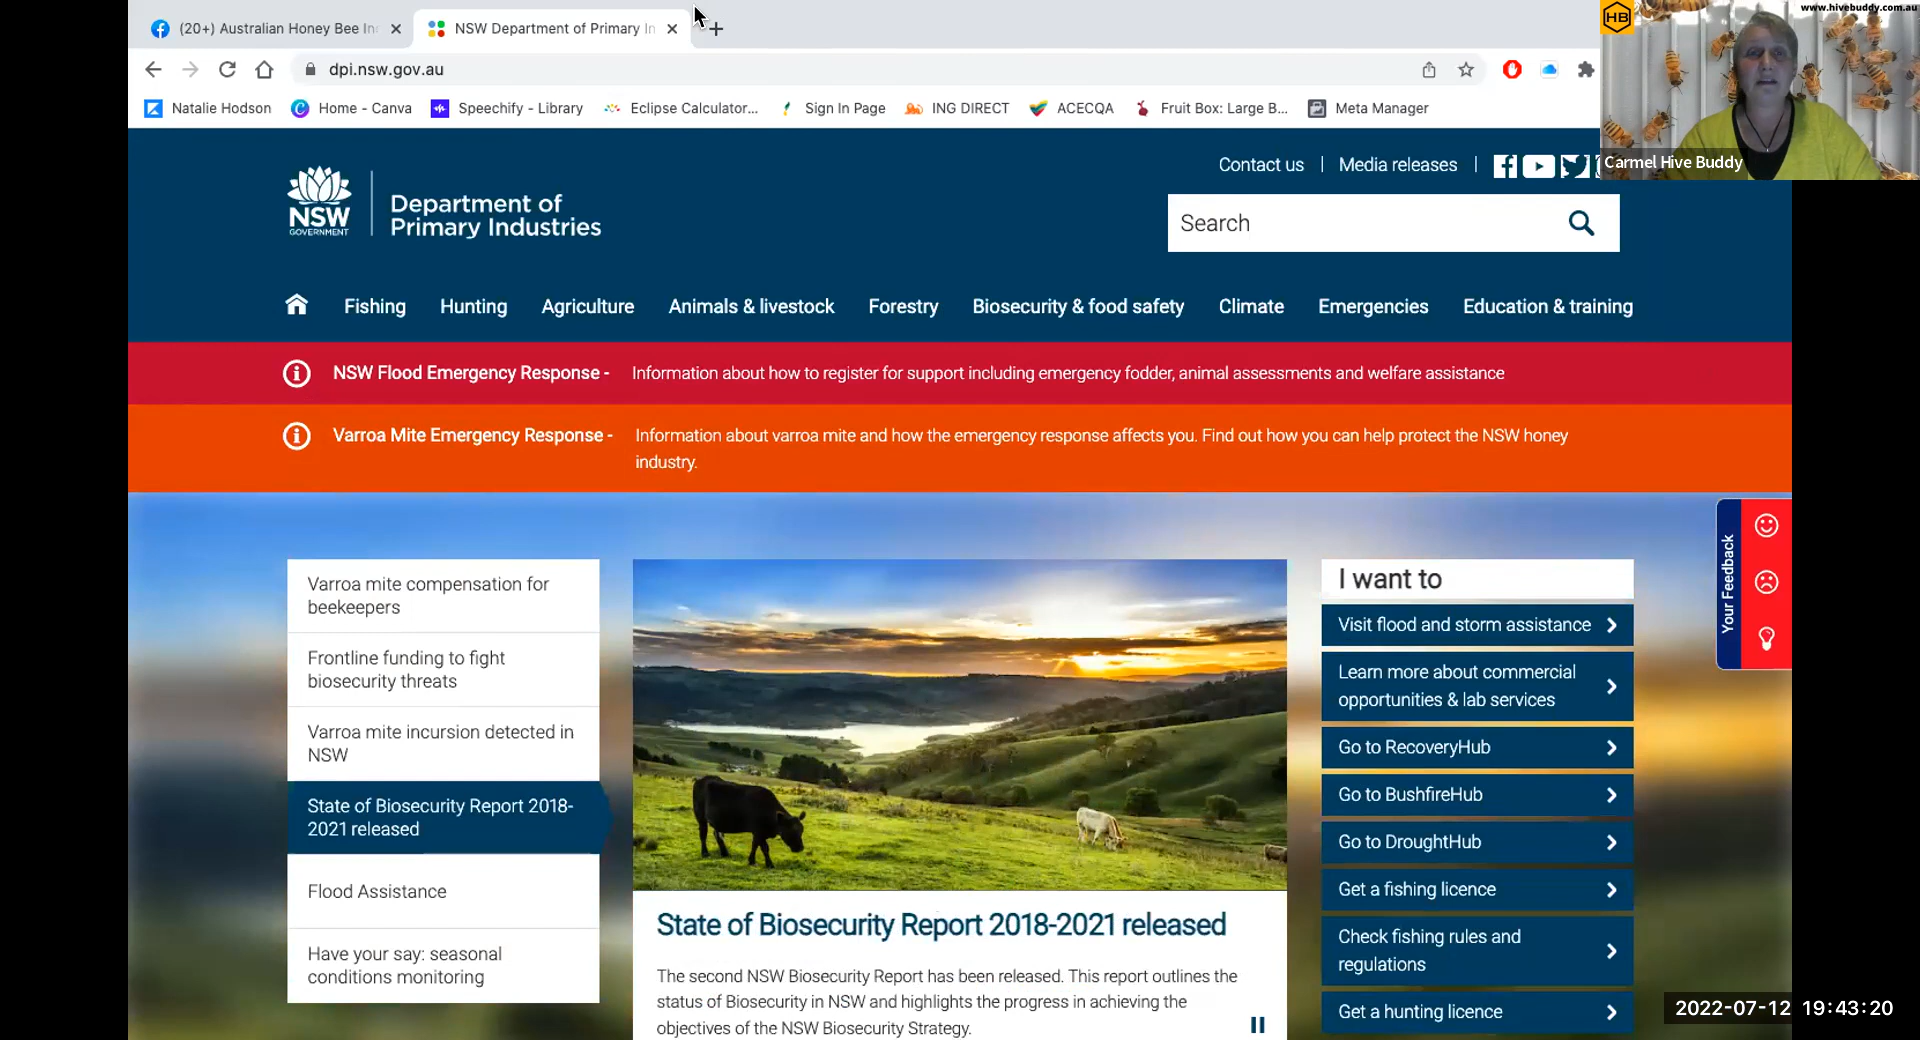 (20+) Australian Honey Bee In
NSW Department of Primary In
www.hivebuddy.com.au
HB
dpi.nsw.gov.au
Natalie Hodson
Home - Canva
Speechify - Library
Eclipse Calculator...
Sign In Page
ING DIRECT
ACECQA
Fruit Box: Large B...
Meta Manager
Carmel Hive Buddy
Contact us
Media releases
NSW
GOVERNMENT
Department of
Primary Industries
Search
Fishing
Hunting
Agriculture
Animals & livestock
Forestry
Biosecurity & food safety
Climate
Emergencies
Education & training
NSW Flood Emergency Response - Information about how to register for support including emergency fodder, animal assessments and welfare assistance
Varroa Mite Emergency Response - Information about varroa mite and how the emergency response affects you. Find out how you can help protect the NSW honey
industry.
Varroa mite compensation for
beekeepers
Frontline funding to fight
biosecurity threats
Varroa mite incursion detected in
NSW
State of Biosecurity Report 2018-
2021 released
Flood Assistance
Have your say: seasonal
conditions monitoring
State of Biosecurity Report 2018-2021 released
The second NSW Biosecurity Report has been released. This report outlines the
status of Biosecurity in NSW and highlights the progress in achieving the
objectives of the NSW Biosecurity Strategy.
I want to
Visit flood and storm assistance
Learn more about commercial
opportunities & lab services
Go to RecoveryHub
Go to BushfireHub
Go to DroughtHub
Get a fishing licence
Check fishing rules and
regulations
Get a hunting licence
Your Feedback
2022-07-12 19:43:20